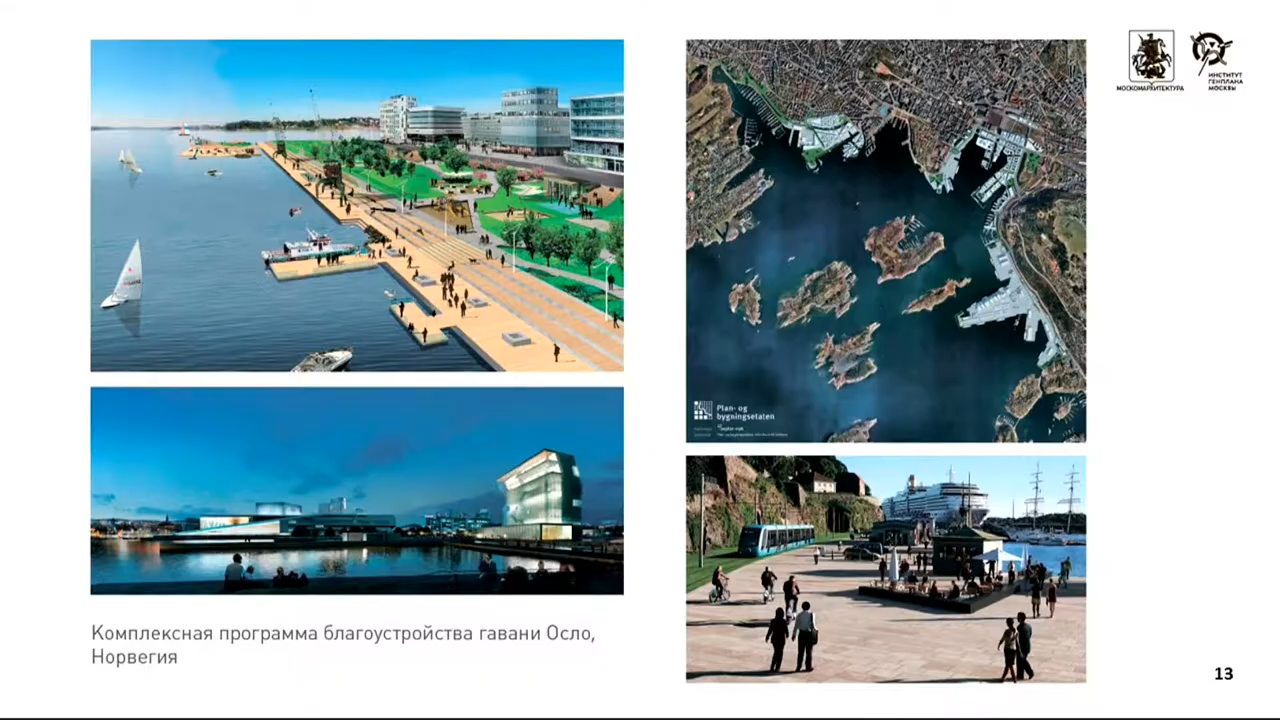 МОСКОМАРХИТЕКТУРА
ИНСТИТУТ
ГЕНПЛАНА
МОСКВЫ
Plan- og
bygningsetaten
Комплексная программа благоустройства гавани Осло,
Норвегия
13